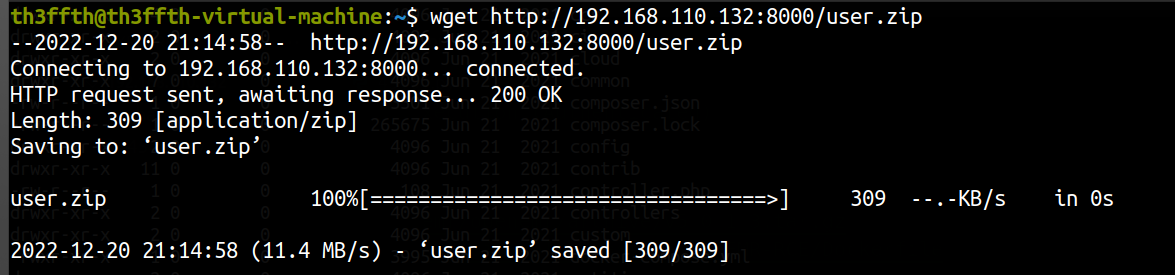 th3ffth@th3ffth-virtual-machine:~$ wget http://192.168.110.132:8000/user.zip
--2022-12-20 21:14:58--  http://192.168.110.132:8000/user.zip
Connecting to 192.168.110.132:8000... connected.
HTTP request sent, awaiting response... 200 OK
Length: 309 [application/zip]
Saving to: ‘user.zip’
user.zip 100%[=================================>] 309 --.-KB/s in 0s
2022-12-20 21:14:58 (11.4 MB/s) - ‘user.zip’ saved [309/309]